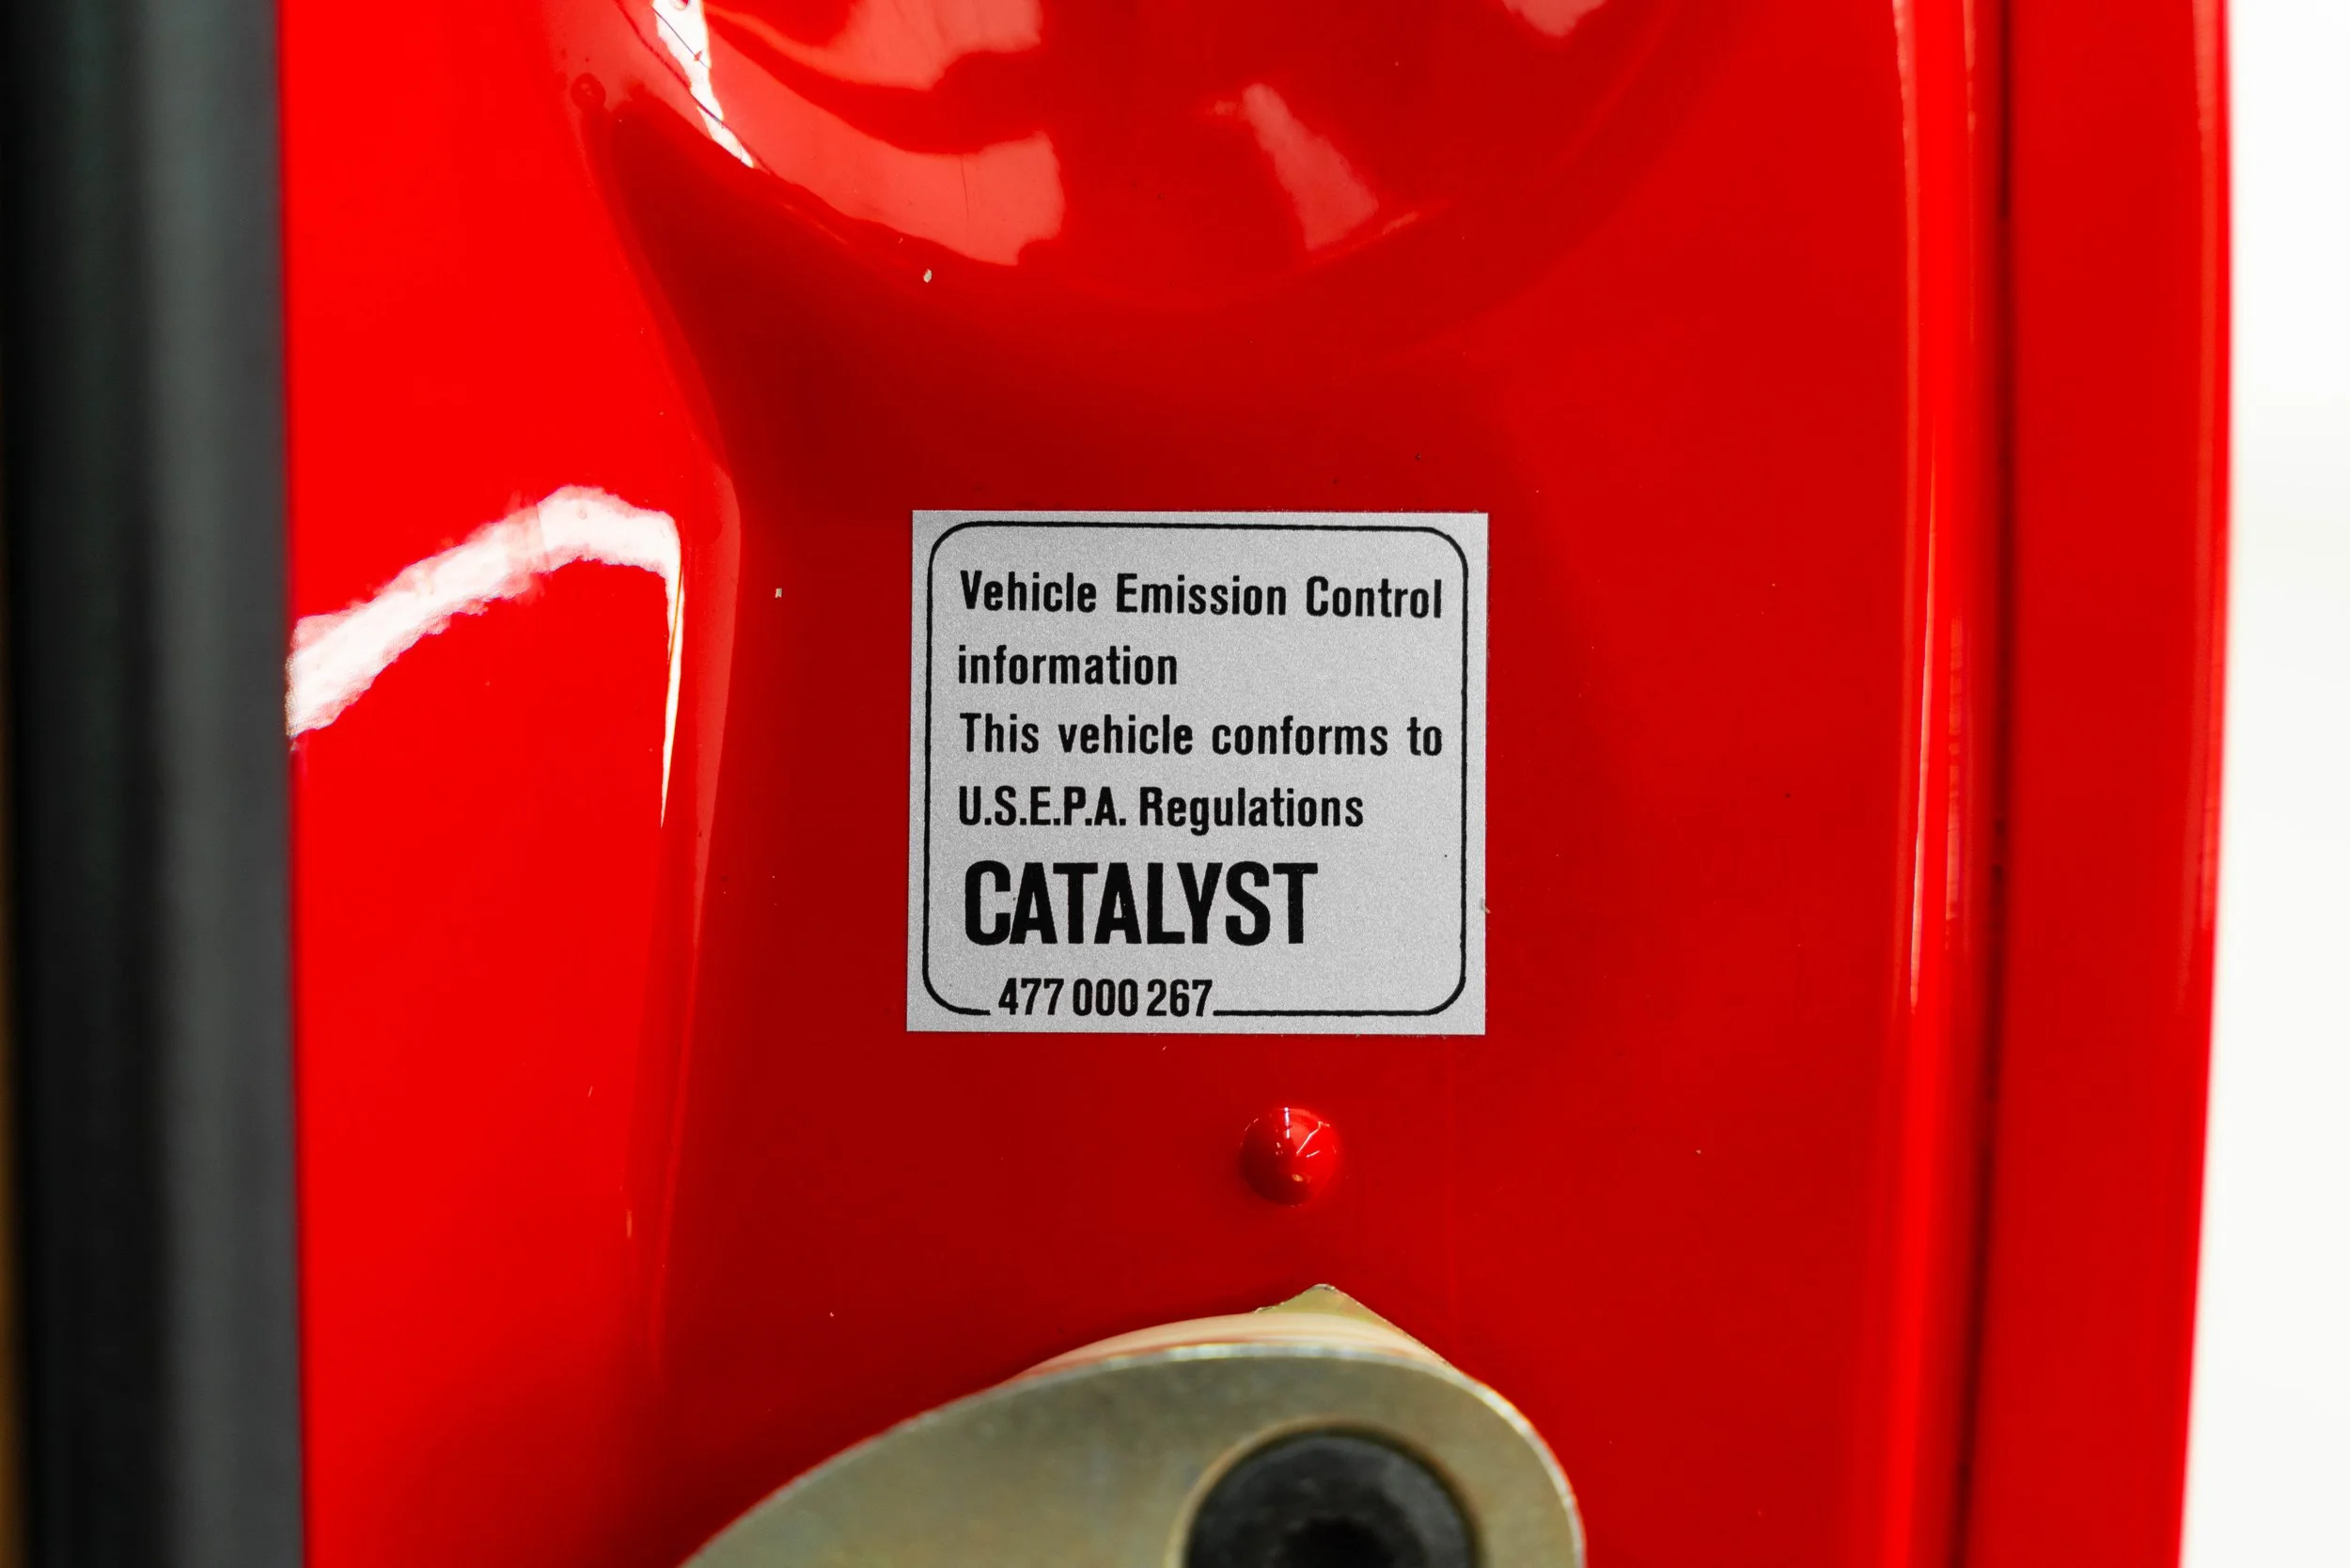 Vehicle Emission Control
information
This vehicle conforms to
U.S.E.P.A. Regulations
CATALYST
477 000 267